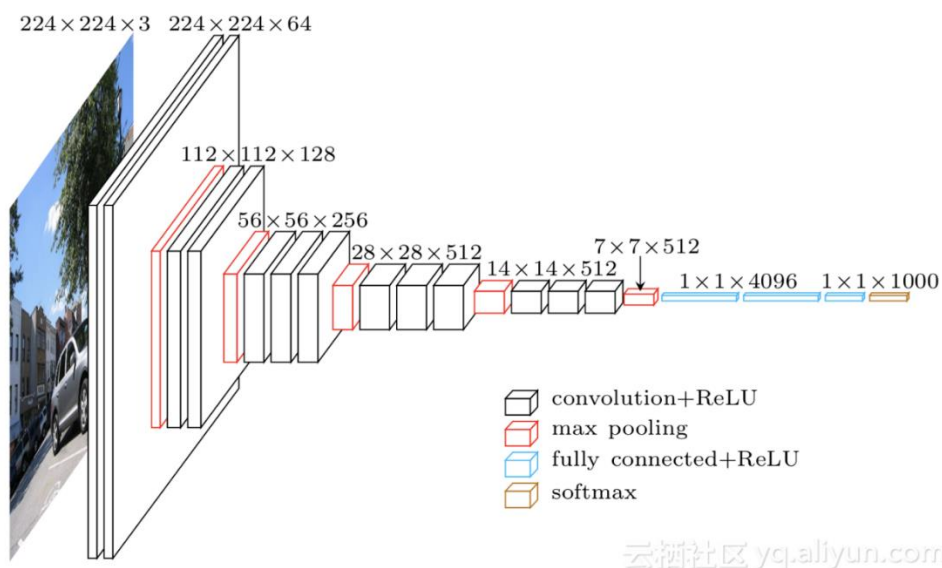 224×224×3
224×224×64
112×112×128
56×56×256
28×28×512
14×14×512
7×7×512
1×1×4096
1×1×1000
convolution+ReLU
max pooling
fully connected+ReLU
softmax
云栖社区 yq.aliyun.com